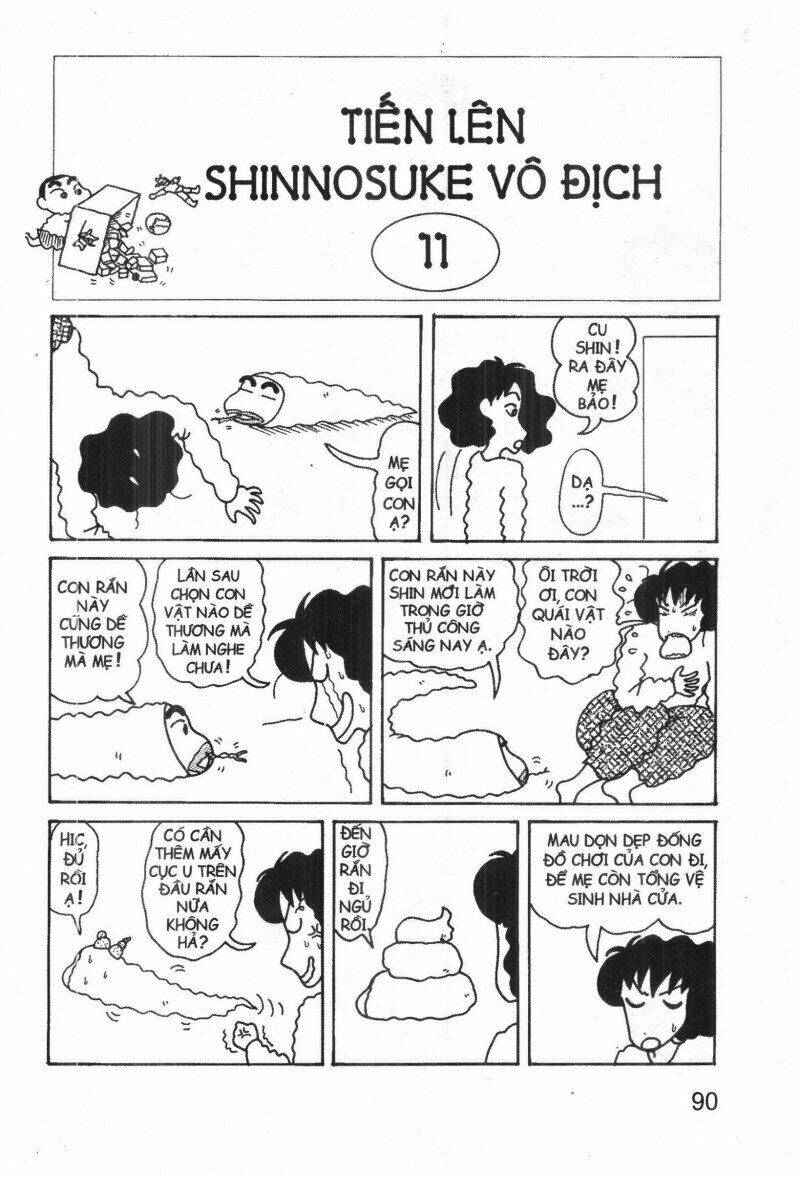 TIẾN LÊN
SHINNOSUKE VÔ ĐỊCH
11
CU
SHIN!
RA ĐÂY
MẸ
BẢO!
DẠ
...?
MẸ
GỌI
CON
Ạ?
ÔI TRỜI
ƠI, CON
QUÁI VẬT
NÀO
ĐÂY?
CON RẮN NÀY
SHIN MỚI LÀM
TRONG GIỜ
THỦ CÔNG
SÁNG NAY Ạ.
LẦN SAU
CHỌN CON
VẬT NÀO DỄ
THƯƠNG MÀ
LÀM NGHE
CHƯA!
CON RẮN
NÀY
CŨNG DỄ
THƯƠNG
MÀ MẸ!
MAU DỌN DẸP ĐỐNG
ĐỒ CHƠI CỦA CON ĐI,
ĐỂ MẸ CÒN TỔNG VỆ
SINH NHÀ CỬA.
ĐẾN
GIỜ
RẮN
ĐI
NGỦ
RỒI.
CÓ CẦN
THÊM MẤY
CỤC U TRÊN
ĐẦU RẮN
NỮA
KHÔNG
HẢ?
HIC,
ĐỦ
RỒI
Ạ!
90